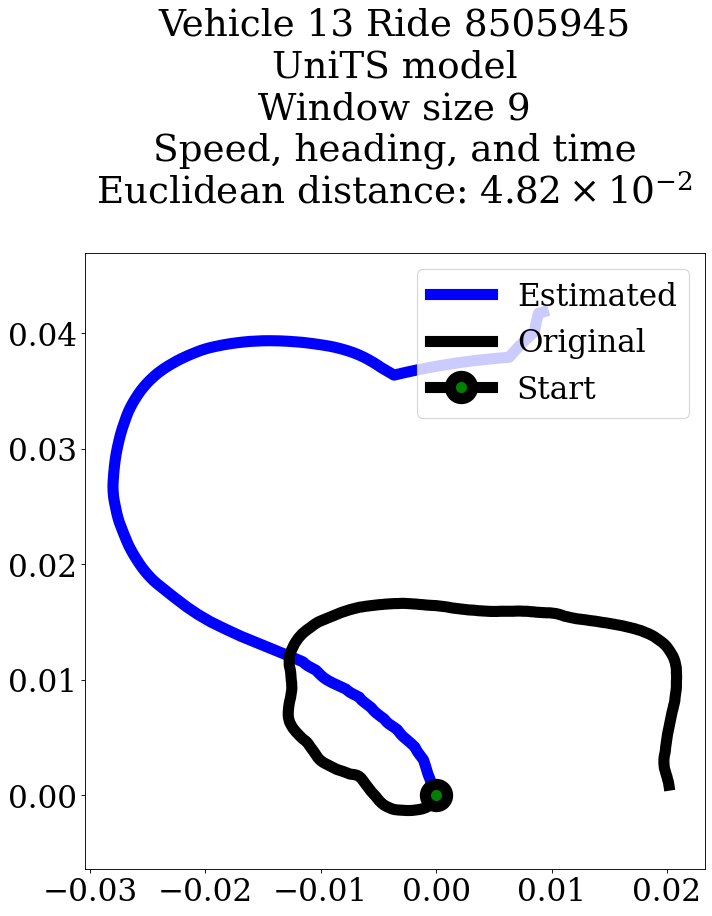 Vehicle 13 Ride 8505945
UniTS model
Window size 9
Speed, heading, and time
Euclidean distance: 4.82 × 10⁻²
Estimated
Original
Start
0.04
0.03
0.02
0.01
0.00
−0.03 −0.02 −0.01 0.00 0.01 0.02